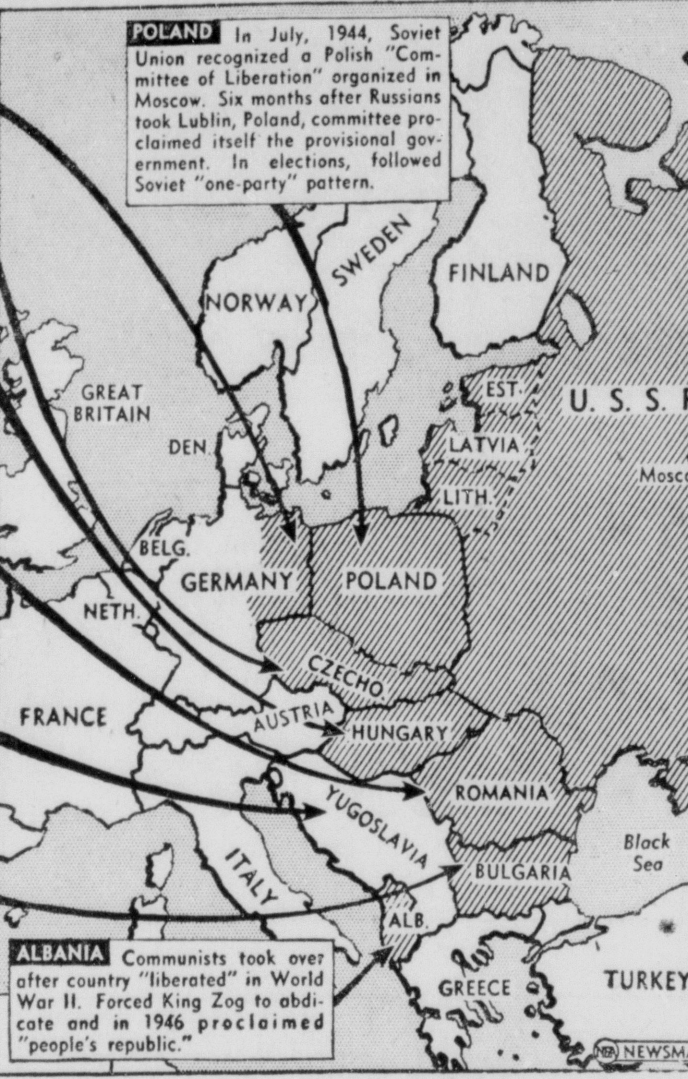 POLAND In July, 1944, Soviet
Union recognized a Polish "Com-
mittee of Liberation" organized in
Moscow. Six months after Russians
took Lublin, Poland, committee pro-
claimed itself the provisional gov-
ernment. In elections, followed
Soviet "one-party" pattern.
SWEDEN
FINLAND
NORWAY
GREAT
BRITAIN
EST.
U. S. S.
LATVIA
DEN.
LITH.
BELG.
GERMANY
POLAND
NETH.
CZECHO.
FRANCE
AUSTRIA
HUNGARY
ROMANIA
YUGOSLAVIA
Black
Sea
BULGARIA
ITALY
ALB.
ALBANIA Communists took over
after country "liberated" in World
War II. Forced King Zog to abdi-
cate and in 1946 proclaimed
"people's republic."
GREECE
TURKEY
NEA NEWSMA